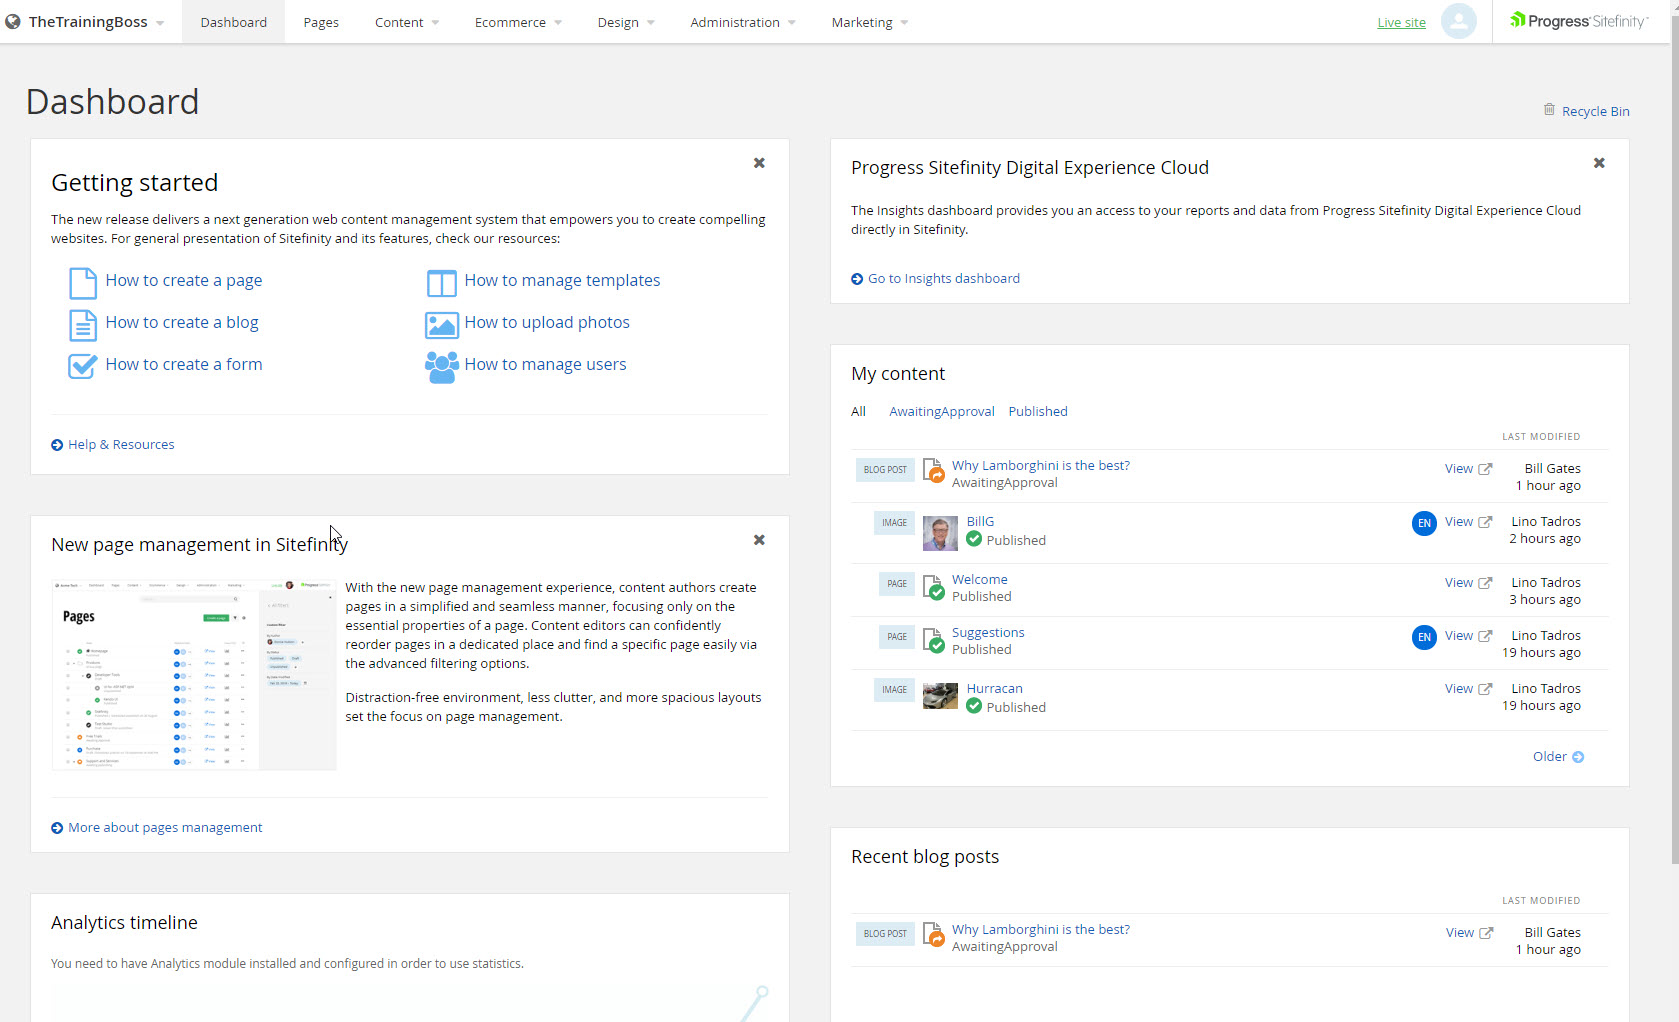 TheTrainingBoss
Dashboard
Pages
Content
Ecommerce
Design
Administration
Marketing
Live site
Progress Sitefinity
Dashboard
Recycle Bin
Getting started
The new release delivers a next generation web content management system that empowers you to create compelling
websites. For general presentation of Sitefinity and its features, check our resources:
How to create a page
How to manage templates
How to create a blog
How to upload photos
How to create a form
How to manage users
Help & Resources
New page management in Sitefinity
Pages
With the new page management experience, content authors create
pages in a simplified and seamless manner, focusing only on the
essential properties of a page. Content editors can confidently
reorder pages in a dedicated place and find a specific page easily via
the advanced filtering options.
Distraction-free environment, less clutter, and more spacious layouts
set the focus on page management.
More about pages management
Analytics timeline
You need to have Analytics module installed and configured in order to use statistics.
Progress Sitefinity Digital Experience Cloud
The Insights dashboard provides you an access to your reports and data from Progress Sitefinity Digital Experience Cloud
directly in Sitefinity.
Go to Insights dashboard
My content
All AwaitingApproval Published
LAST MODIFIED
BLOG POST Why Lamborghini is the best? View Bill Gates
AwaitingApproval 1 hour ago
IMAGE BillG EN View Lino Tadros
Published 2 hours ago
PAGE Welcome View Lino Tadros
Published 3 hours ago
PAGE Suggestions EN View Lino Tadros
Published 19 hours ago
IMAGE Hurracan View Lino Tadros
Published 19 hours ago
Older
Recent blog posts
LAST MODIFIED
BLOG POST Why Lamborghini is the best? View Bill Gates
AwaitingApproval 1 hour ago